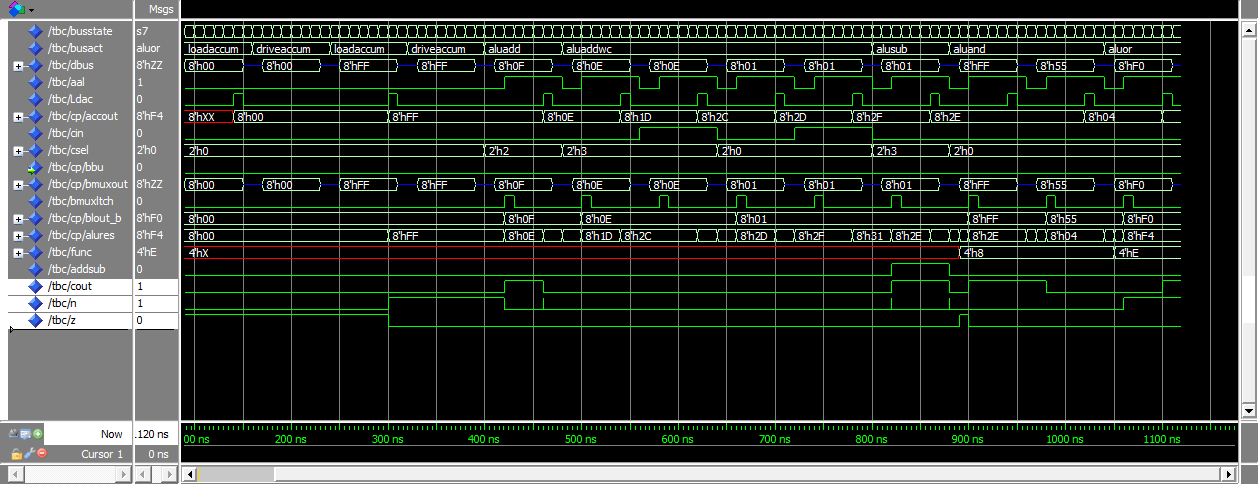 Msgs
/tbc/busstate s7
/tbc/busact aluor loadaccum driveaccum loadaccum driveaccum aluadd aluaddwc alusub aluand aluor
/tbc/dbus 8'hZZ 8'h00 8'h00 8'hFF 8'hFF 8'h0F 8'h0E 8'h0E 8'h01 8'h01 8'h01 8'hFF 8'h55 8'hF0
/tbc/aal 1
/tbc/Ldac 0
/tbc/cp/accout 8'hF4 8'hXX 8'h00 8'hFF 8'h0E 8'h1D 8'h2C 8'h2D 8'h2F 8'h2E 8'h04
/tbc/cin 0
/tbc/csel 2'h0 2'h0 2'h2 2'h3 2'h0 2'h3 2'h0
/tbc/cp/bbu 0
/tbc/cp/bmuxout 8'hZZ 8'h00 8'h00 8'hFF 8'hFF 8'h0F 8'h0E 8'h0E 8'h01 8'h01 8'h01 8'hFF 8'h55 8'hF0
/tbc/bmuxltch 0
/tbc/cp/blout_b 8'hF0 8'h00 8'h0F 8'h0E 8'h01 8'hFF 8'h55 8'hF0
/tbc/cp/alures 8'hF4 8'h00 8'hFF 8'h0E 8'h1D 8'h2C 8'h2D 8'h2F 8'h31 8'h2E 8'h2E 8'h04 8'hF4
/tbc/func 4'hE 4'hX 4'h8 4'hE
/tbc/addsub 0
/tbc/cout 1
/tbc/n 1
/tbc/z 0
Now .120 ns 00 ns 200 ns 300 ns 400 ns 500 ns 600 ns 700 ns 800 ns 900 ns 1000 ns 1100 ns
Cursor 1 0 ns